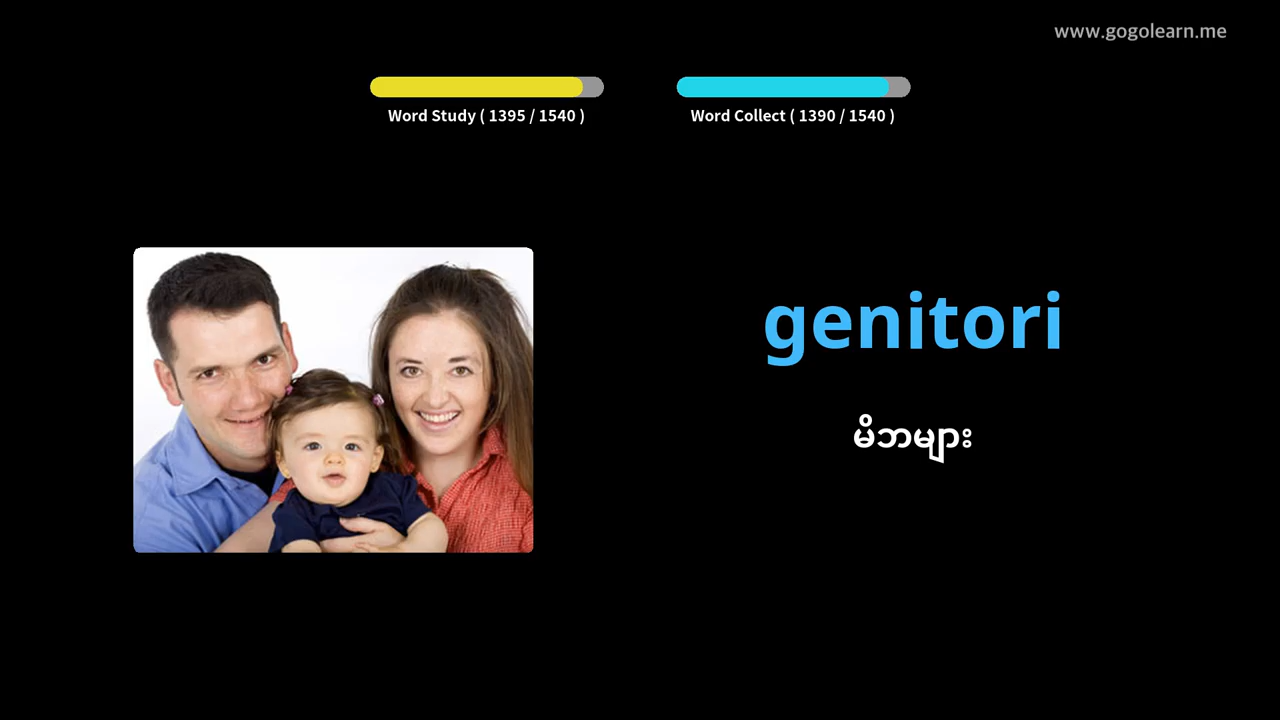 www.gogolearn.me
Word Study ( 1395 / 1540 )
Word Collect ( 1390 / 1540 )
genitori
မိဘများ